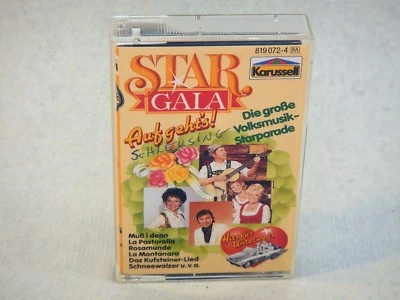 819 072-4
STAR
GALA
Karussell
Auf geht's!
Die große
Volksmusik-
Starparade
Muß i denn
La Pastorella
Rosamunde
La Montanara
Das Kufsteiner-Lied
Schneewalzer u.v.a.